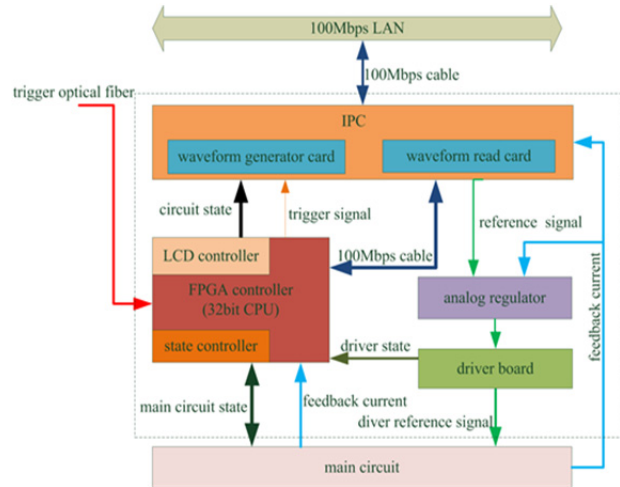 100Mbps LAN
100Mbps cable
trigger optical fiber
IPC
waveform generator card
waveform read card
circuit state
trigger signal
reference signal
LCD controller
100Mbps cable
FPGA controller
(32bit CPU)
analog regulator
feedback current
state controller
driver state
driver board
main circuit state
feedback current
diver reference signal
main circuit